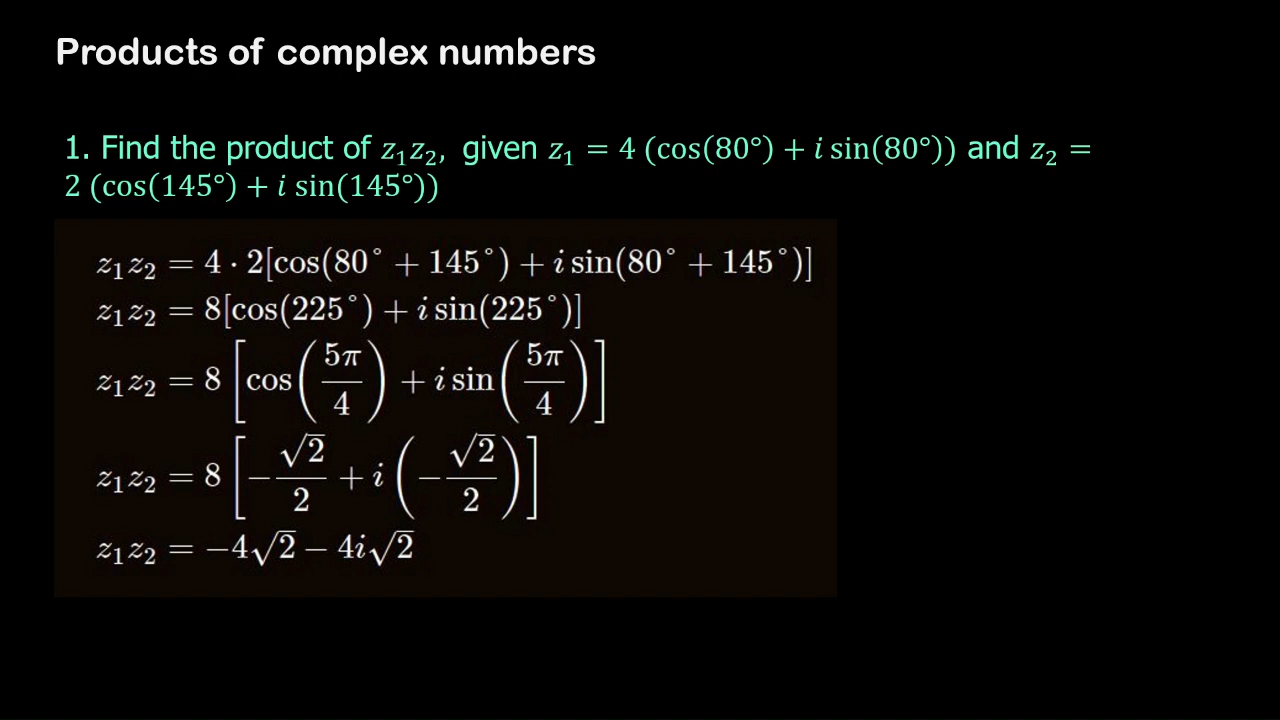 Products of complex numbers
1. Find the product of z₁z₂, given z₁ = 4 (cos(80°) + i sin(80°)) and z₂ =
2 (cos(145°) + i sin(145°))
z₁z₂ = 4 · 2[cos(80° + 145°) + i sin(80° + 145°)]
z₁z₂ = 8[cos(225°) + i sin(225°)]
z₁z₂ = 8 [cos(5π/4) + i sin(5π/4)]
z₁z₂ = 8 [−√2/2 + i (−√2/2)]
z₁z₂ = −4√2 − 4i√2